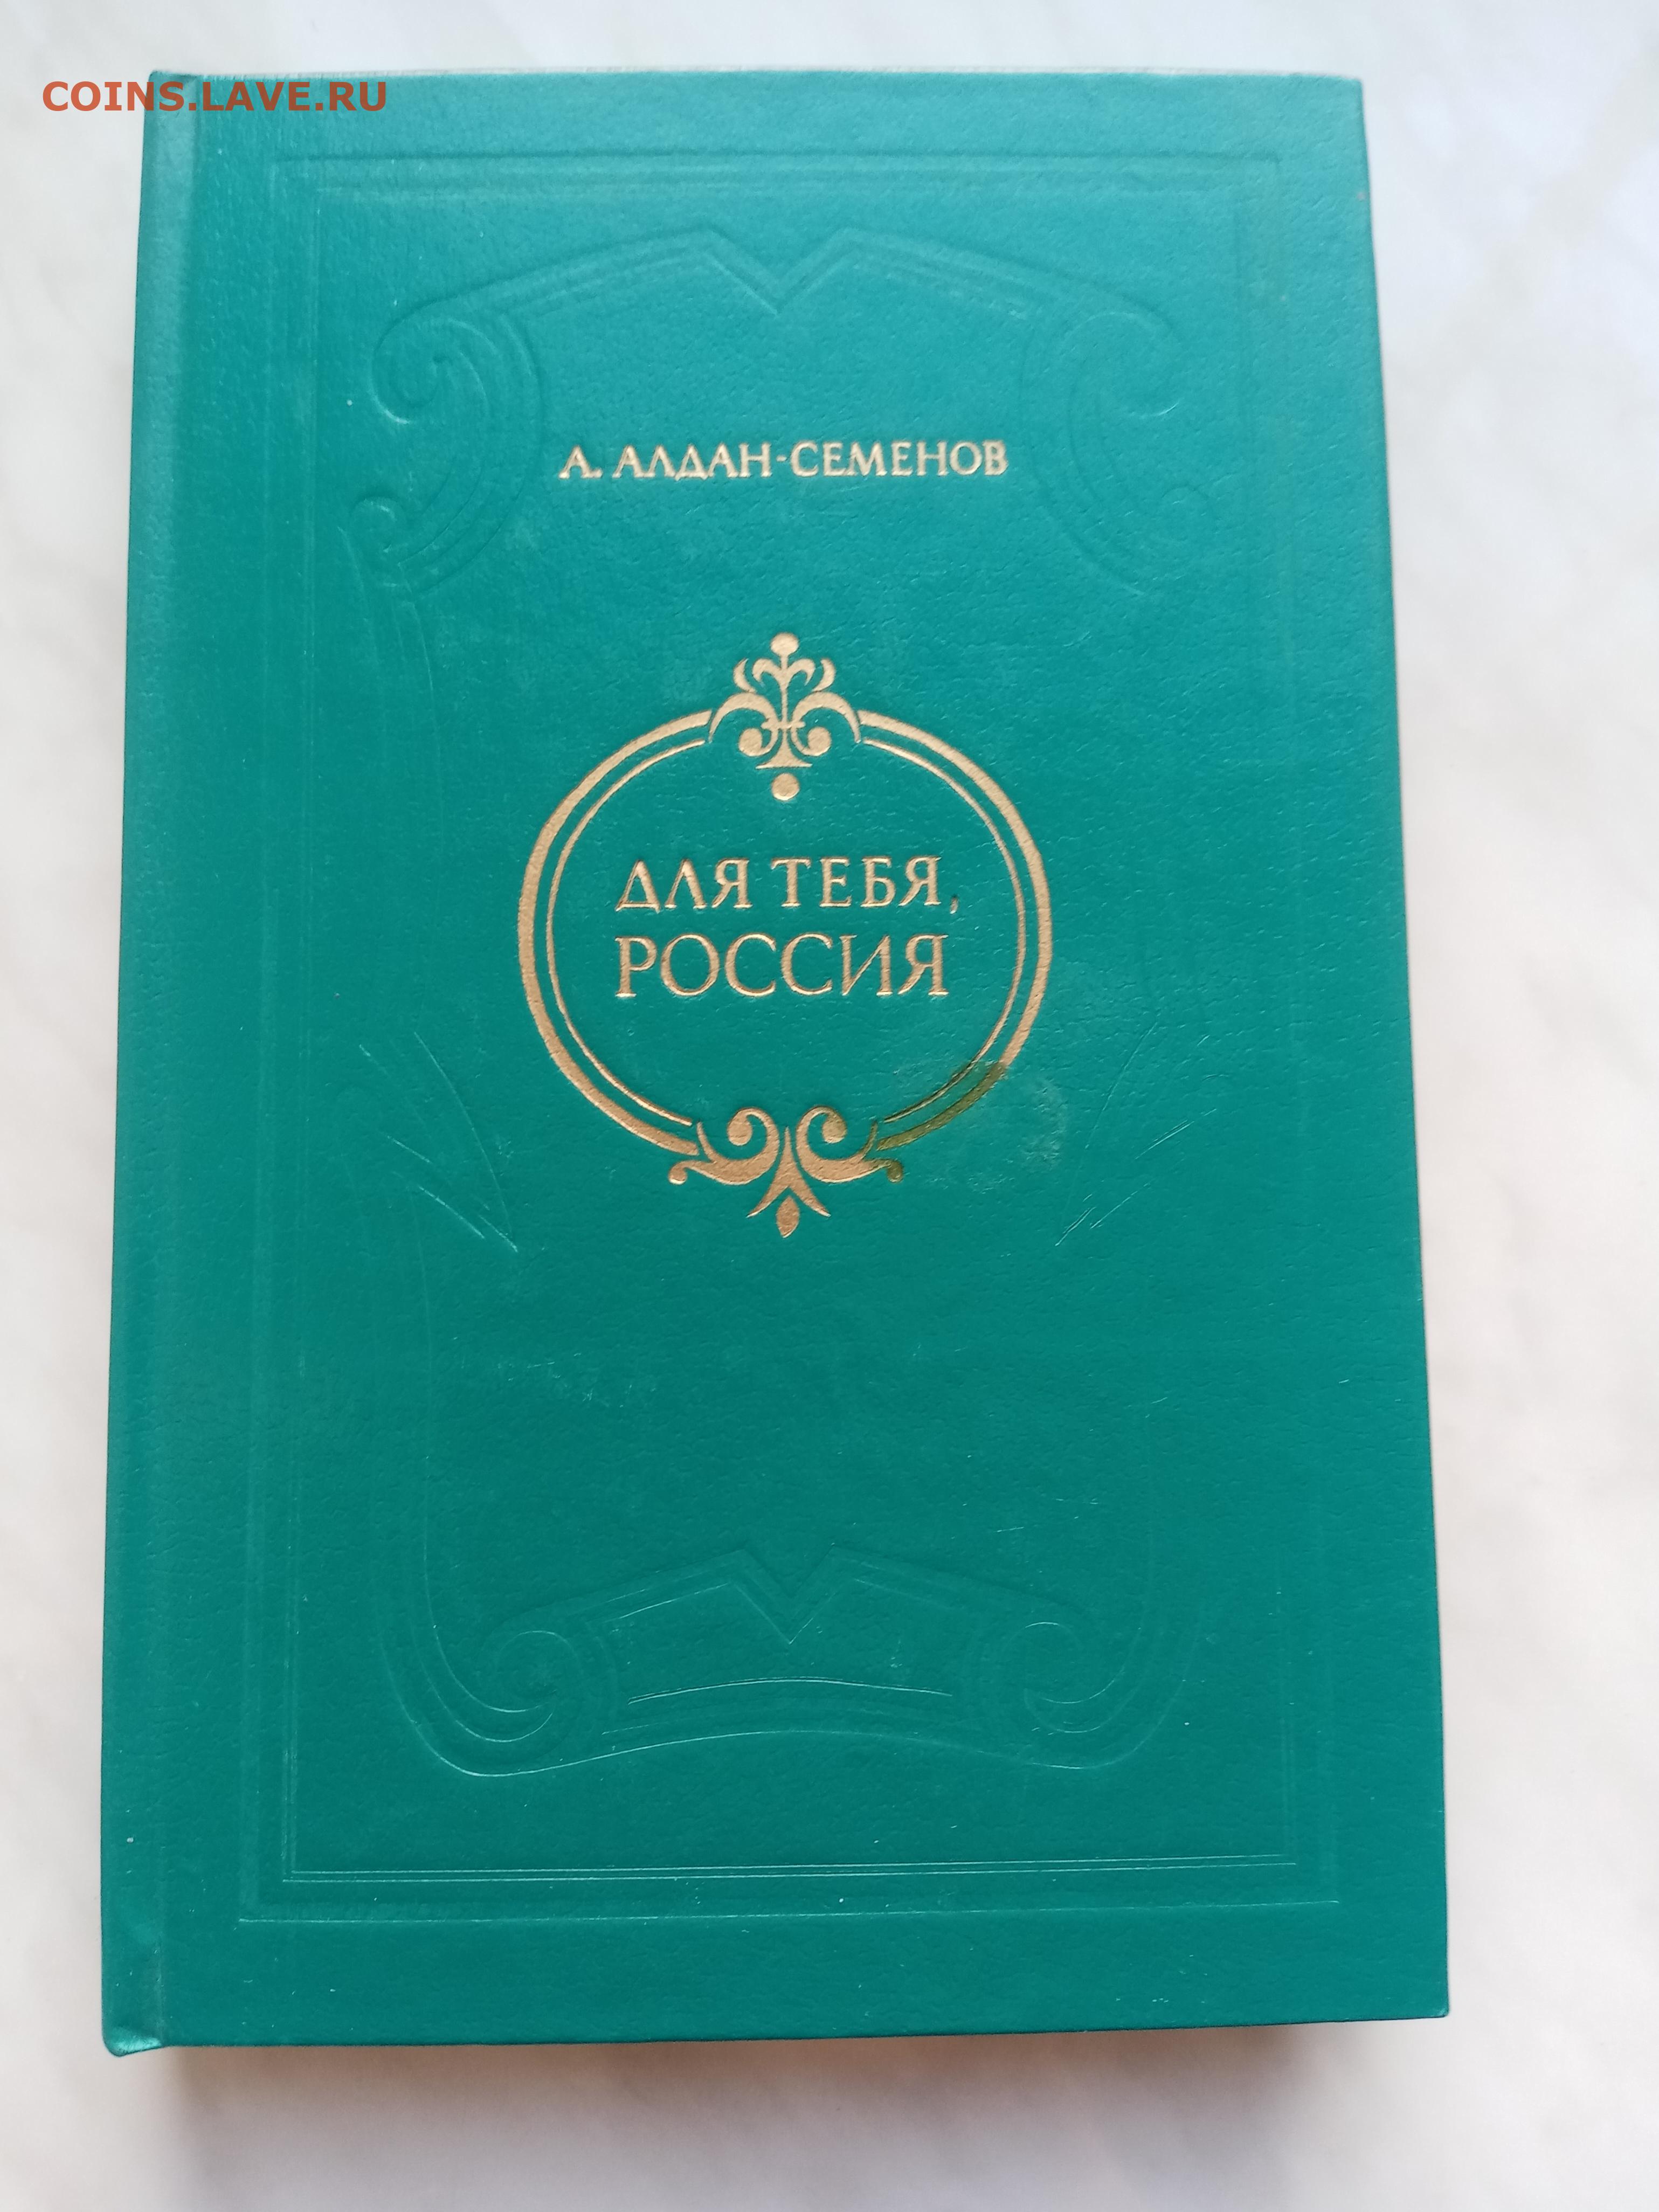 COINS.LAVE.RU
А. АЛДАН-СЕМЕНОВ
ДЛЯ ТЕБЯ,
РОССИЯ